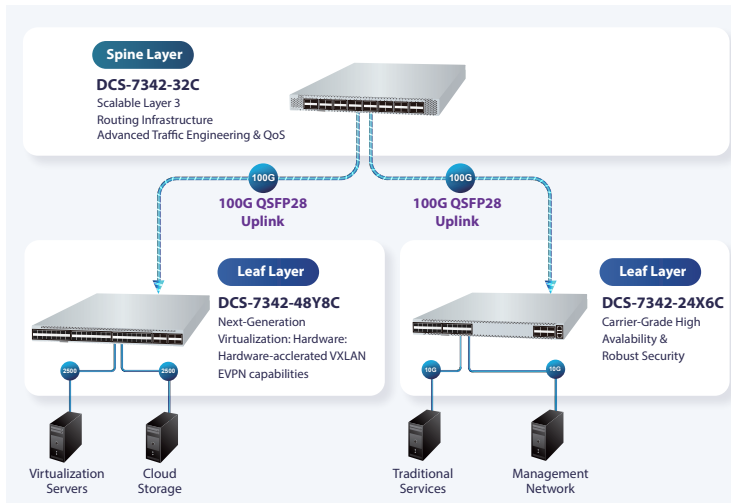 Spine Layer
DCS-7342-32C
Scalable Layer 3
Routing Infrastructure
Advanced Traffic Engineering & QoS
100G
100G
100G QSFP28
Uplink
100G QSFP28
Uplink
Leaf Layer
DCS-7342-48Y8C
Next-Generation
Virtualization: Hardware:
Hardware-acclerated VXLAN
EVPN capabilities
2500
2500
Virtualization
Servers
Cloud
Storage
Leaf Layer
DCS-7342-24X6C
Carrier-Grade High
Avalability &
Robust Security
10G
10G
Traditional
Services
Management
Network